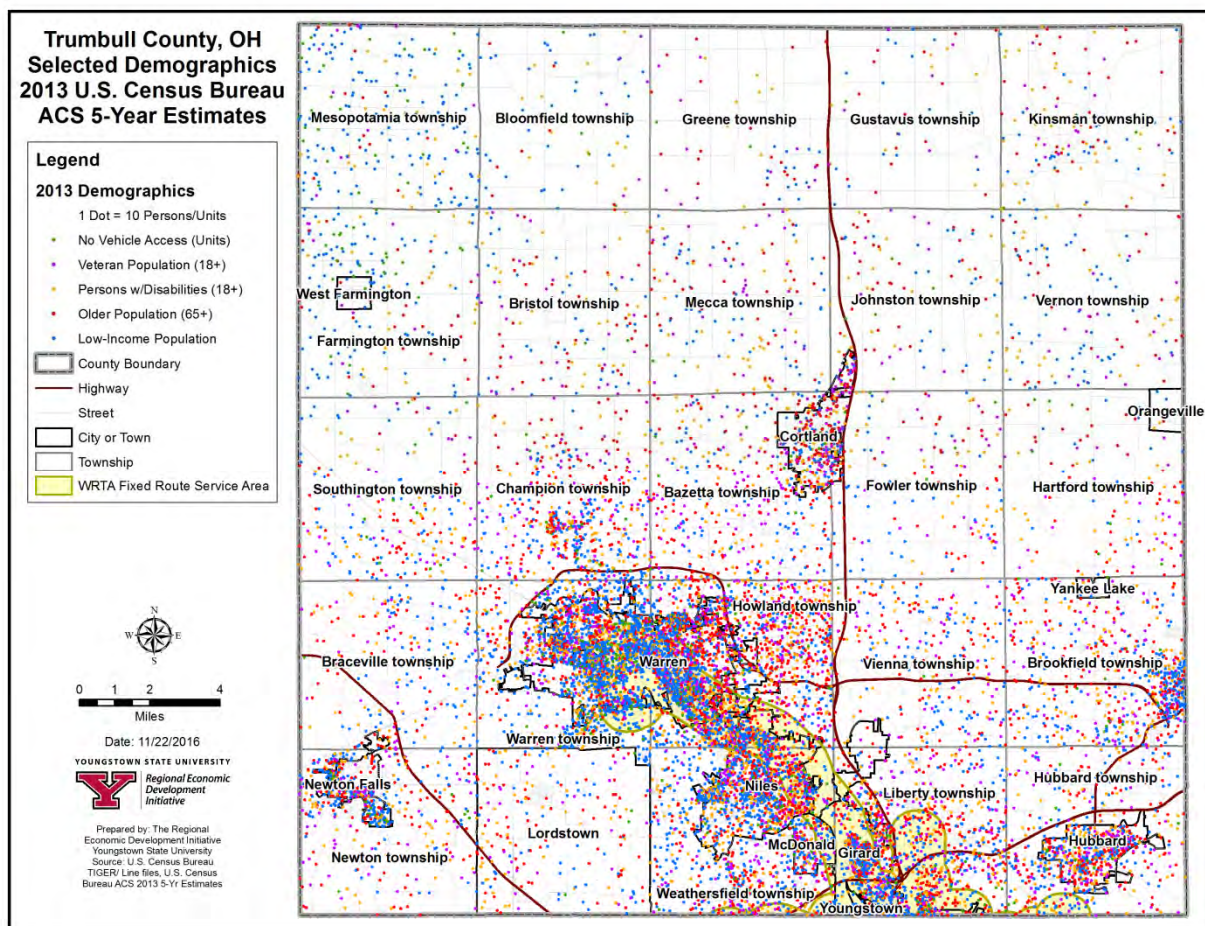 Trumbull County, OH
Selected Demographics
2013 U.S. Census Bureau
ACS 5-Year Estimates
Legend
2013 Demographics
1 Dot = 10 Persons/Units
No Vehicle Access (Units)
Veteran Population (18+)
Persons w/Disabilities (18+)
Older Population (65+)
Low-Income Population
County Boundary
Highway
Street
City or Town
Township
WRTA Fixed Route Service Area
N
W E
S
0 1 2 4
Miles
Date: 11/22/2016
YOUNGSTOWN STATE UNIVERSITY
Y
Regional Economic
Development
Initiative
Prepared by: The Regional
Economic Development Initiative
Youngstown State University
Source: U.S. Census Bureau
TIGER/ Line files, U.S. Census
Bureau ACS 2013 5-Yr Estimates
Mesopotamia township
Bloomfield township
Greene township
Gustavus township
Kinsman township
West Farmington
Farmington township
Bristol township
Mecca township
Johnston township
Vernon township
Orangeville
Cortland
Southington township
Champion township
Bazetta township
Fowler township
Hartford township
Yankee Lake
Howland township
Braceville township
Warren
Vienna township
Brookfield township
Warren township
Newton Falls
Niles
Liberty township
Hubbard township
Lordstown
McDonald
Girard
Hubbard
Newton township
Weathersfield township
Youngstown